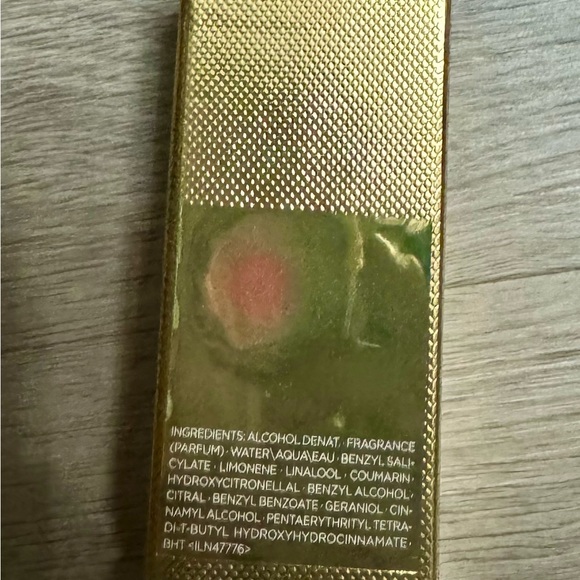 INGREDIENTS: ALCOHOL DENAT. · FRAGRANCE
(PARFUM) · WATER\AQUA\EAU · BENZYL SALI-
CYLATE · LIMONENE · LINALOOL · COUMARIN ·
HYDROXYCITRONELLAL · BENZYL ALCOHOL ·
CITRAL · BENZYL BENZOATE · GERANIOL · CIN-
NAMYL ALCOHOL · PENTAERYTHRITYL TETRA-
DI-T-BUTYL HYDROXYHYDROCINNAMATE ·
BHT <ILN47776>